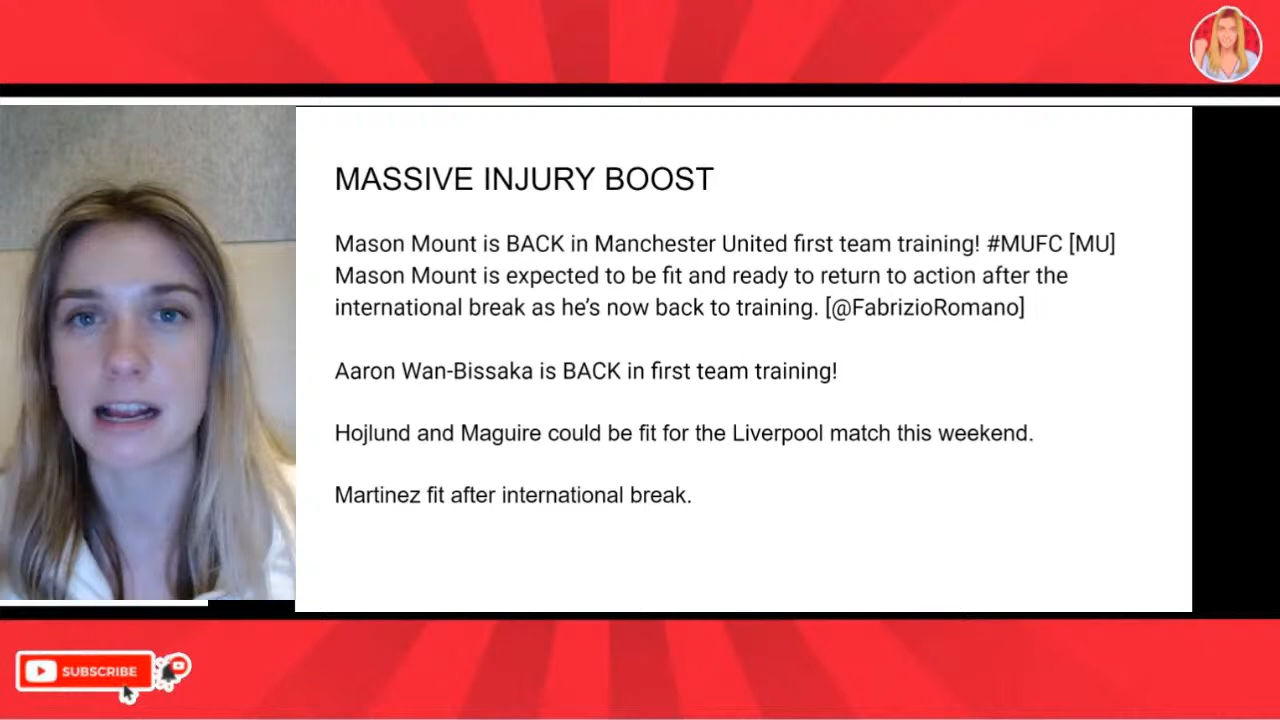 MASSIVE INJURY BOOST
Mason Mount is BACK in Manchester United first team training! #MUFC [MU]
Mason Mount is expected to be fit and ready to return to action after the
international break as he’s now back to training. [@FabrizioRomano]
Aaron Wan-Bissaka is BACK in first team training!
Hojlund and Maguire could be fit for the Liverpool match this weekend.
Martinez fit after international break.
SUBSCRIBE